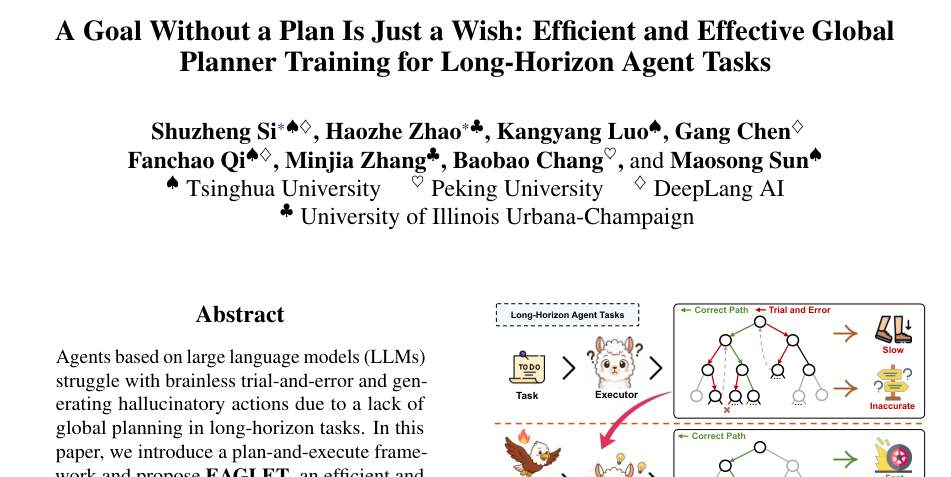 A Goal Without a Plan Is Just a Wish: Efficient and Effective Global
Planner Training for Long-Horizon Agent Tasks
Shuzheng Si*♠♢, Haozhe Zhao*♣, Kangyang Luo♠, Gang Chen♢
Fanchao Qi♠♢, Minjia Zhang♣, Baobao Chang♡, and Maosong Sun♠
♠ Tsinghua University ♡ Peking University ♢ DeepLang AI
♣ University of Illinois Urbana-Champaign
Abstract
Agents based on large language models (LLMs)
struggle with brainless trial-and-error and gen-
erating hallucinatory actions due to a lack of
global planning in long-horizon tasks. In this
paper, we introduce a plan-and-execute frame-
work and propose EAGLET, an efficient and
Long-Horizon Agent Tasks
TO DO
Task
? ?
Executor
← Correct Path ← Trial and Error
Slow
? ?
Inaccurate
← Correct Path